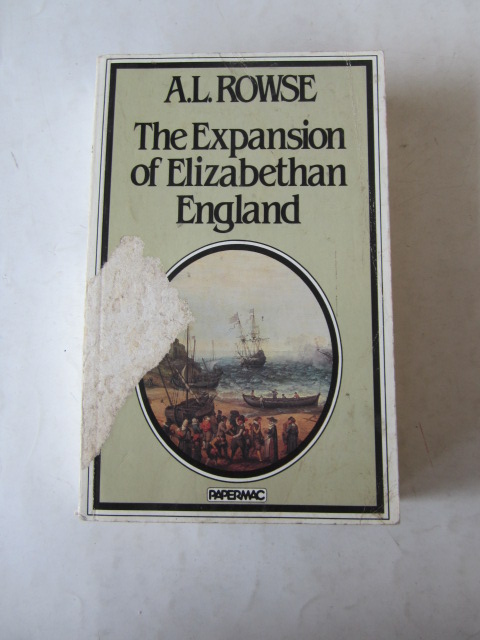 A.L. ROWSE
The Expansion
of Elizabethan
England
PAPERMAC